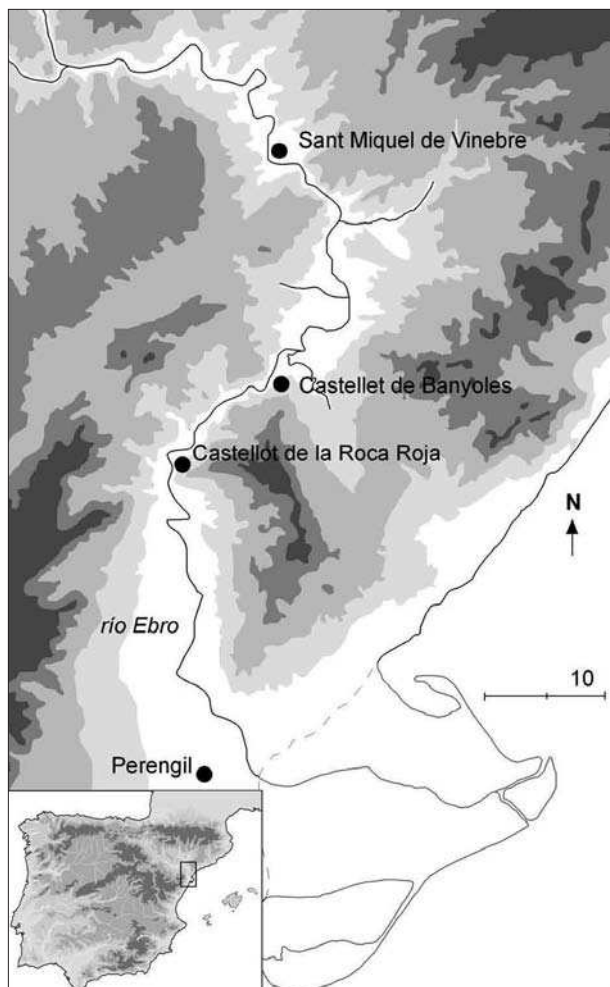 Sant Miquel de Vinebre
Castellet de Banyoles
Castellot de la Roca Roja
N
río Ebro
10
Perengil